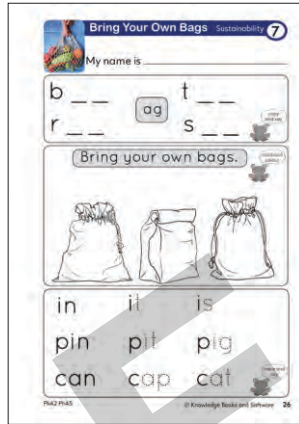 Bring Your Own Bags Sustainability 7
My name is
b _ _ t _ _
ag
r _ _ s _ _
Bring your own bags.
in it is
pin pit pig
can cap cat
Ph42 Ph45 © Knowledge Books and Software 26